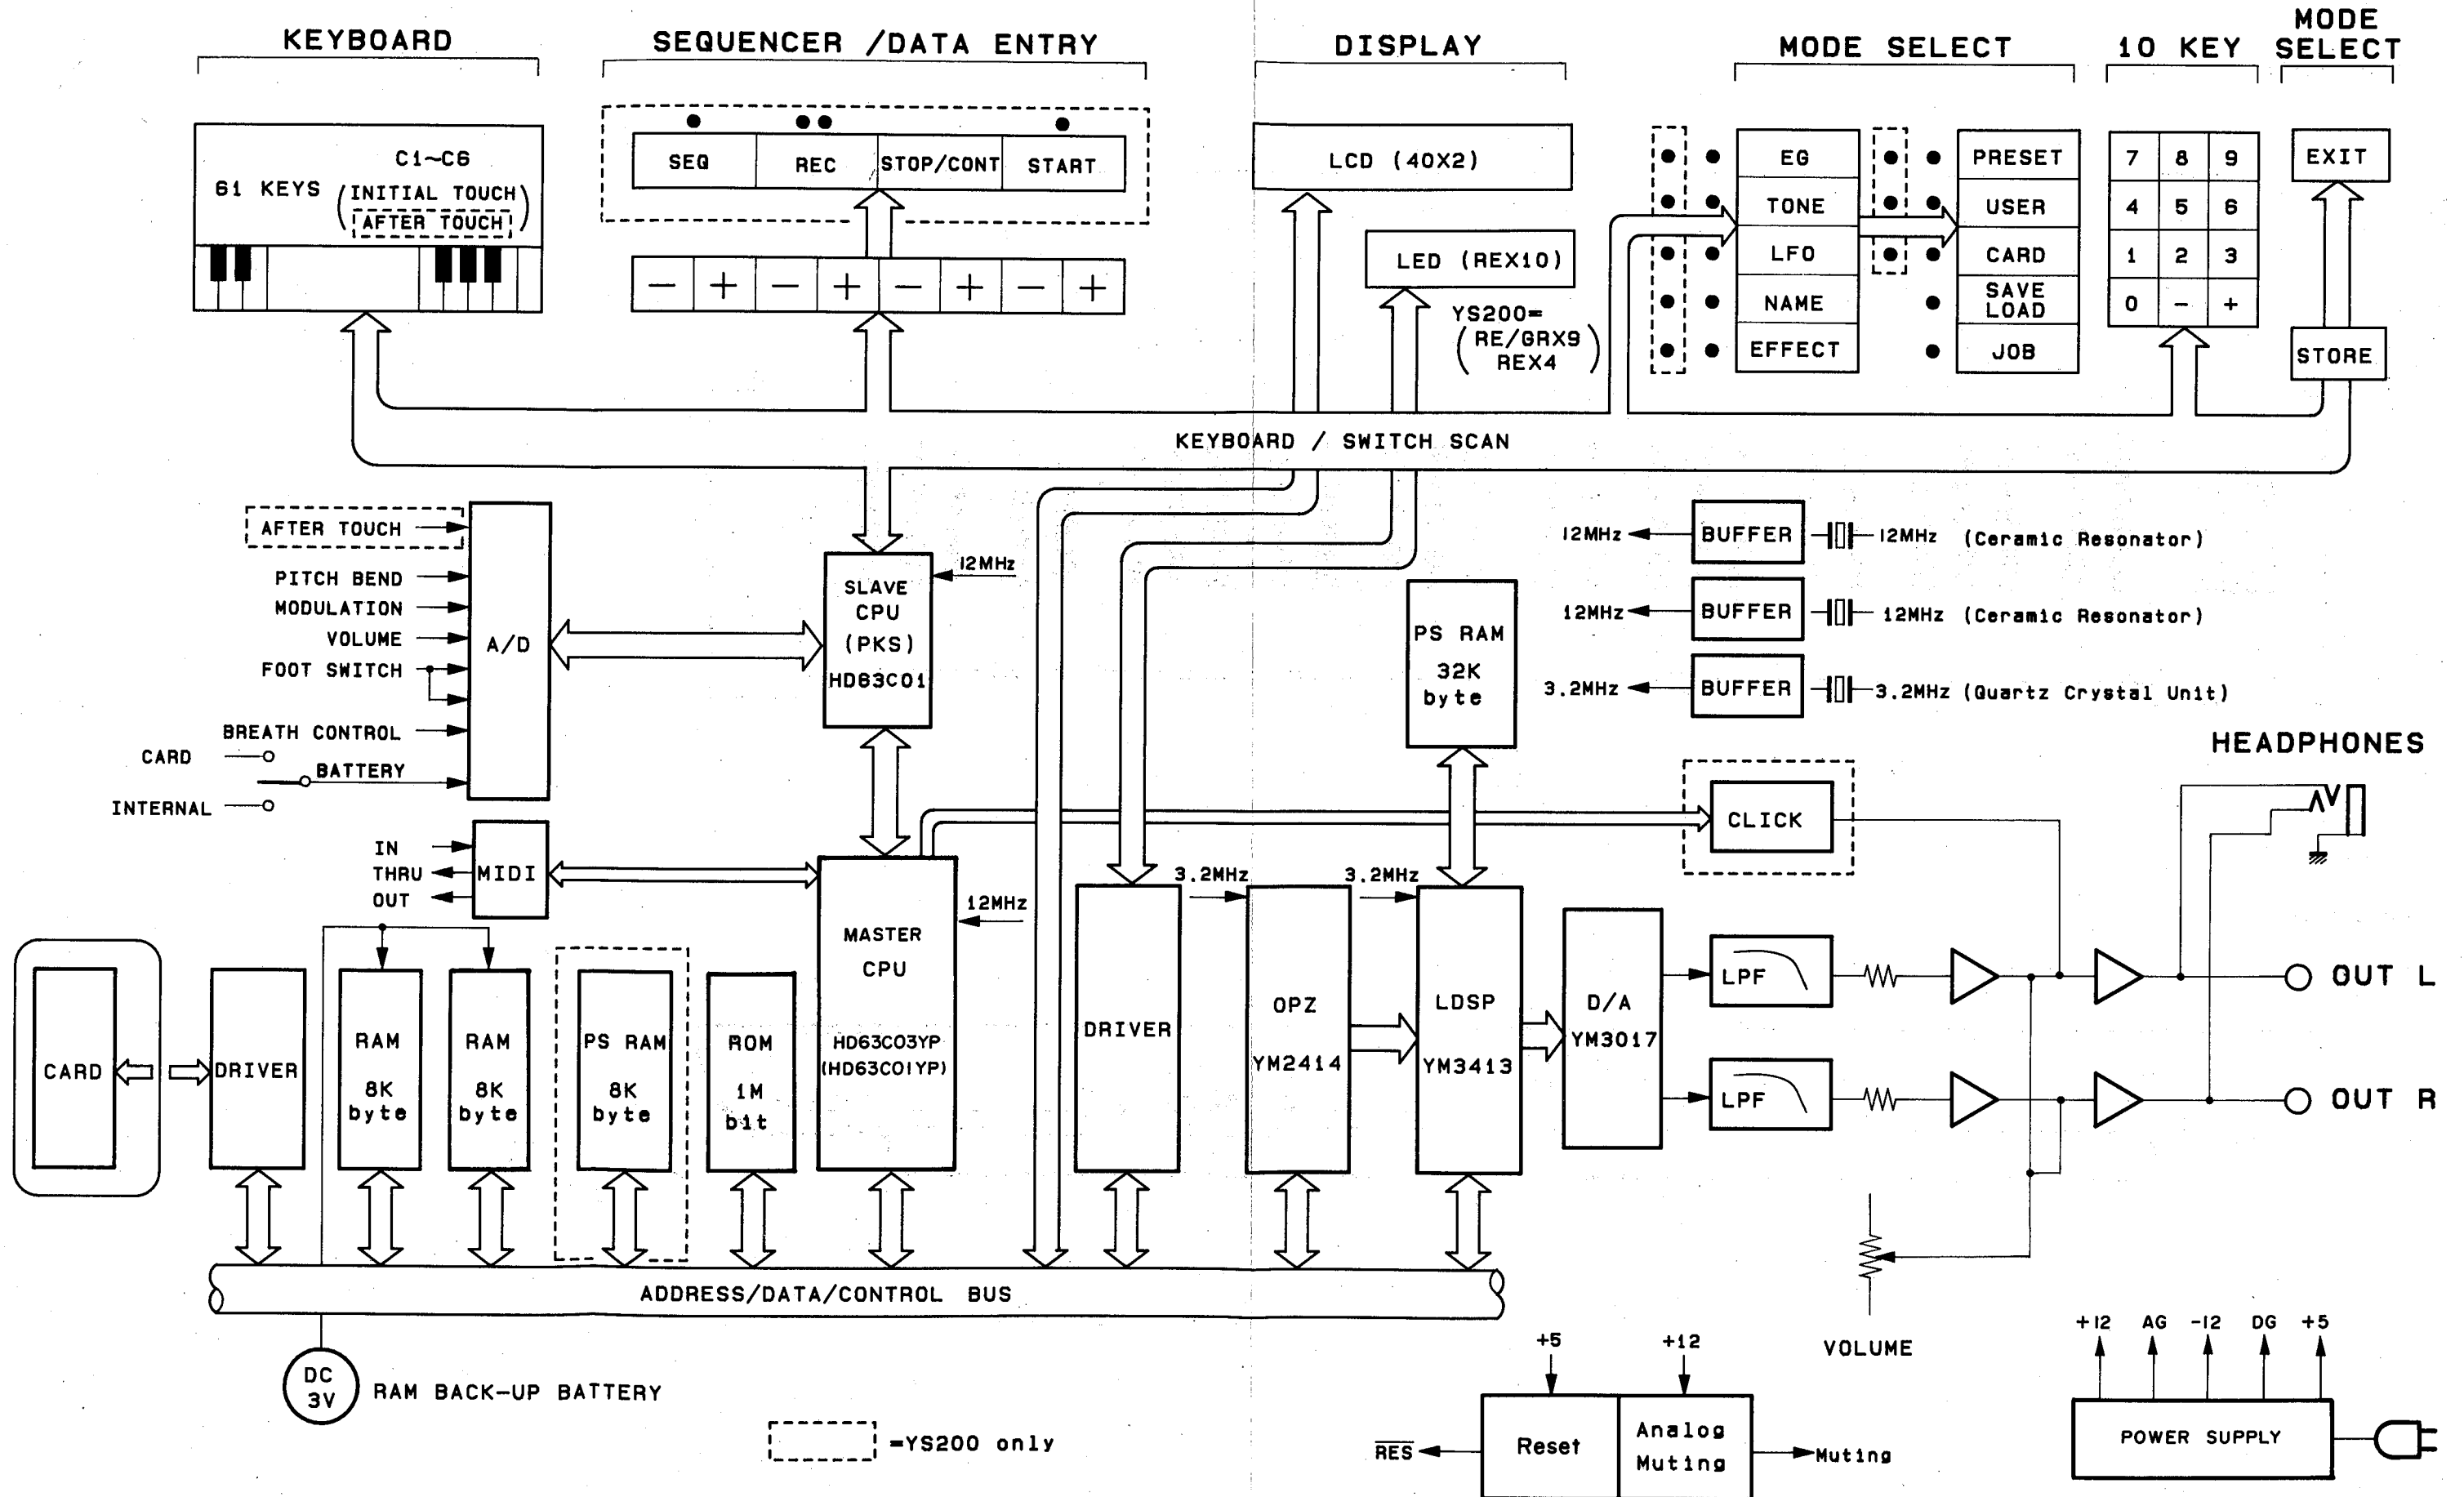 KEYBOARD
SEQUENCER /DATA ENTRY
DISPLAY
MODE SELECT
10 KEY
MODE
SELECT
C1~C6
61 KEYS
(INITIAL TOUCH
AFTER TOUCH)
SEQ
REC
STOP/CONT
START
− + − + − + − +
LCD (40X2)
LED (REX10)
YS200=
(RE/GRX9
REX4)
EG
TONE
LFO
NAME
EFFECT
PRESET
USER
CARD
SAVE
LOAD
JOB
7 8 9
4 5 6
1 2 3
0 − +
EXIT
STORE
KEYBOARD / SWITCH SCAN
AFTER TOUCH
PITCH BEND
MODULATION
VOLUME
FOOT SWITCH
BREATH CONTROL
CARD
BATTERY
INTERNAL
A/D
SLAVE
CPU
(PKS)
HD63C01
12MHz
PS RAM
32K
byte
12MHz BUFFER 12MHz (Ceramic Resonator)
12MHz BUFFER 12MHz (Ceramic Resonator)
3.2MHz BUFFER 3.2MHz (Quartz Crystal Unit)
HEADPHONES
CLICK
IN
THRU
OUT
MIDI
MASTER
CPU
HD63C03YP
(HD63C01YP)
12MHz
3.2MHz
3.2MHz
CARD
DRIVER
RAM
8K
byte
RAM
8K
byte
PS RAM
8K
byte
ROM
1M
bit
DRIVER
OPZ
YM2414
LDSP
YM3413
D/A
YM3017
LPF
LPF
OUT L
OUT R
ADDRESS/DATA/CONTROL BUS
DC
3V
RAM BACK-UP BATTERY
=YS200 only
VOLUME
+5
+12
RES
Reset
Analog
Muting
Muting
+12 AG -12 DG +5
POWER SUPPLY